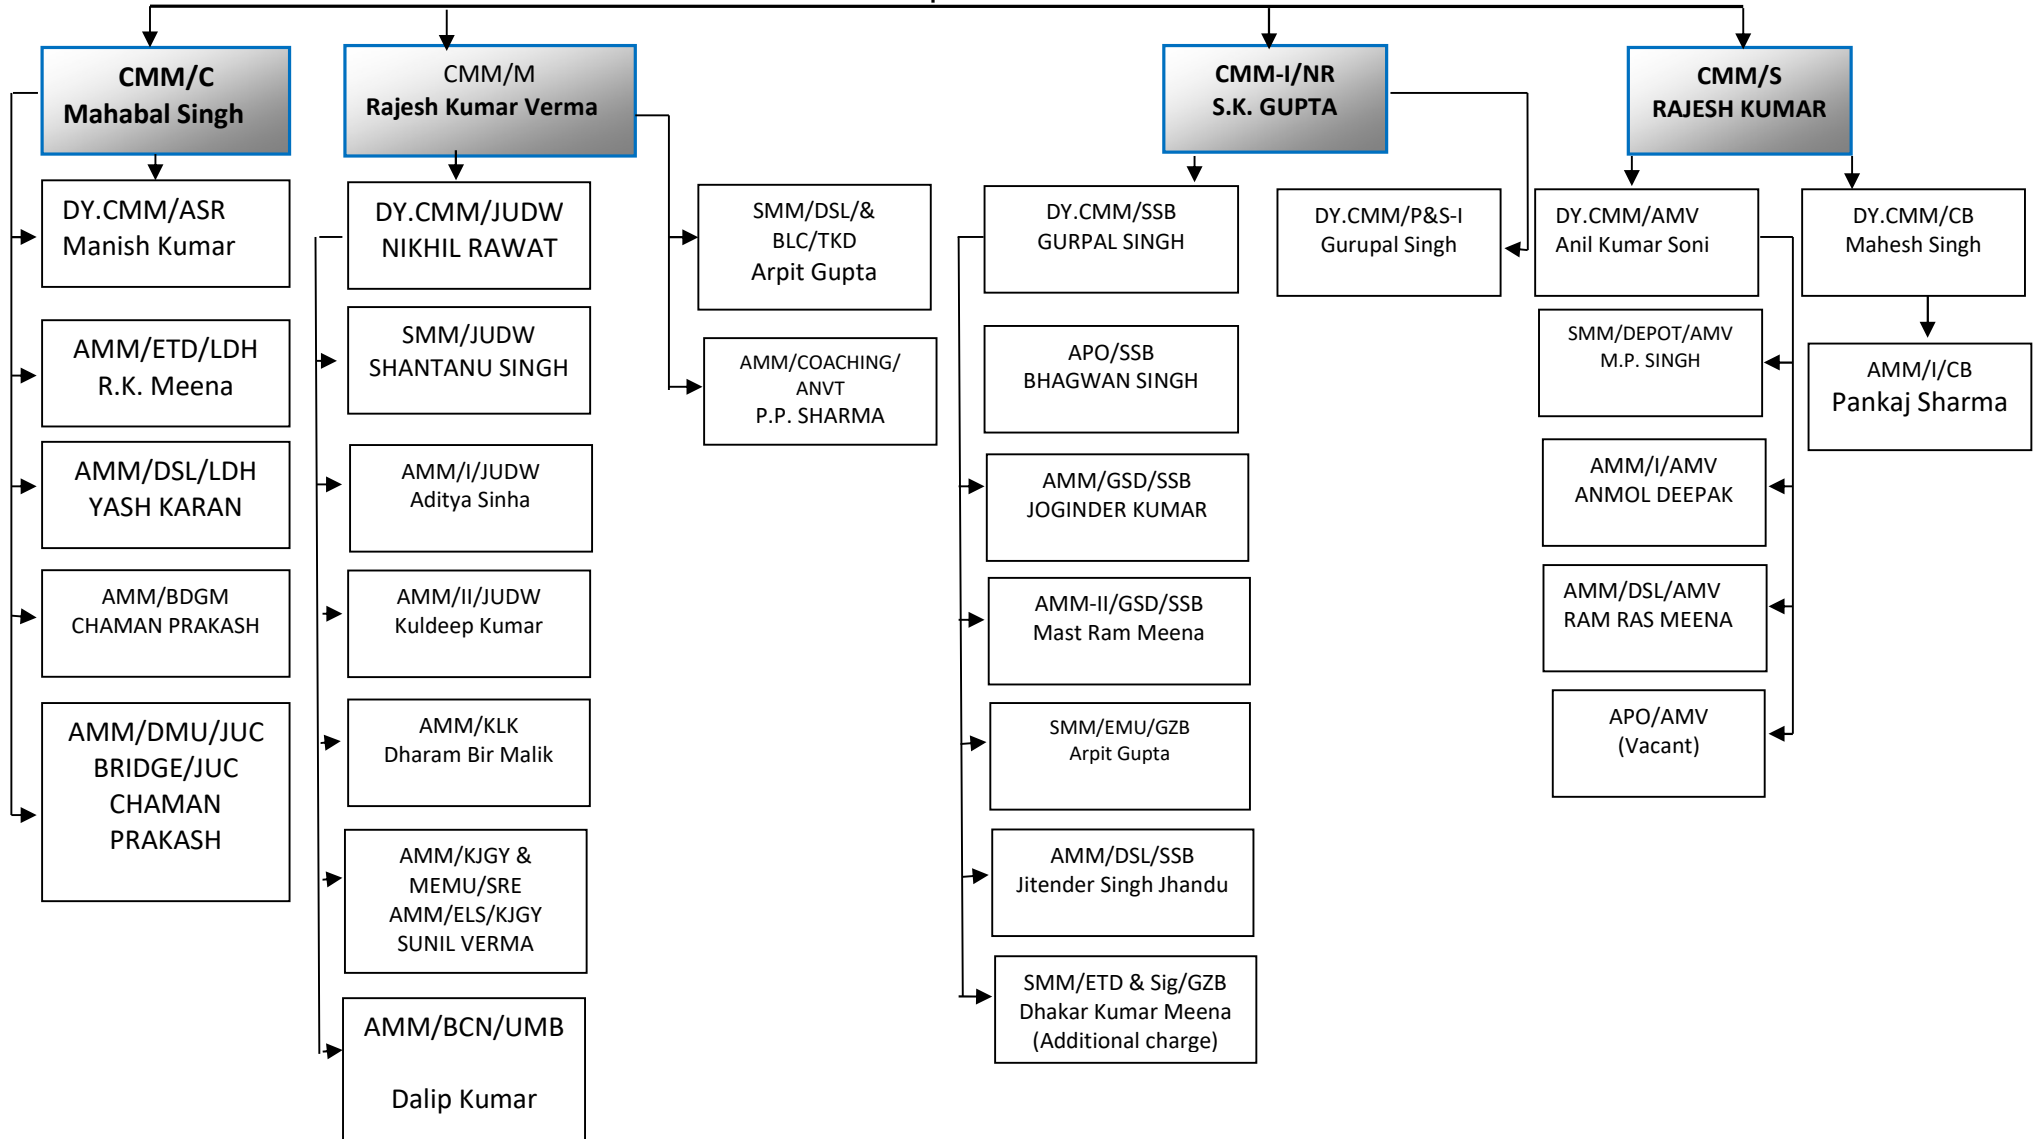 CMM/C
Mahabal Singh
CMM/M
Rajesh Kumar Verma
CMM-I/NR
S.K. GUPTA
CMM/S
RAJESH KUMAR
DY.CMM/ASR
Manish Kumar
AMM/ETD/LDH
R.K. Meena
AMM/DSL/LDH
YASH KARAN
AMM/BDGM
CHAMAN PRAKASH
AMM/DMU/JUC
BRIDGE/JUC
CHAMAN
PRAKASH
DY.CMM/JUDW
NIKHIL RAWAT
SMM/JUDW
SHANTANU SINGH
AMM/I/JUDW
Aditya Sinha
AMM/II/JUDW
Kuldeep Kumar
AMM/KLK
Dharam Bir Malik
AMM/KJGY &
MEMU/SRE
AMM/ELS/KJGY
SUNIL VERMA
AMM/BCN/UMB
Dalip Kumar
SMM/DSL/&
BLC/TKD
Arpit Gupta
AMM/COACHING/
ANVT
P.P. SHARMA
DY.CMM/SSB
GURPAL SINGH
APO/SSB
BHAGWAN SINGH
AMM/GSD/SSB
JOGINDER KUMAR
AMM-II/GSD/SSB
Mast Ram Meena
SMM/EMU/GZB
Arpit Gupta
AMM/DSL/SSB
Jitender Singh Jhandu
SMM/ETD & Sig/GZB
Dhakar Kumar Meena
(Additional charge)
DY.CMM/P&S-I
Gurupal Singh
DY.CMM/AMV
Anil Kumar Soni
SMM/DEPOT/AMV
M.P. SINGH
AMM/I/AMV
ANMOL DEEPAK
AMM/DSL/AMV
RAM RAS MEENA
APO/AMV
(Vacant)
DY.CMM/CB
Mahesh Singh
AMM/I/CB
Pankaj Sharma